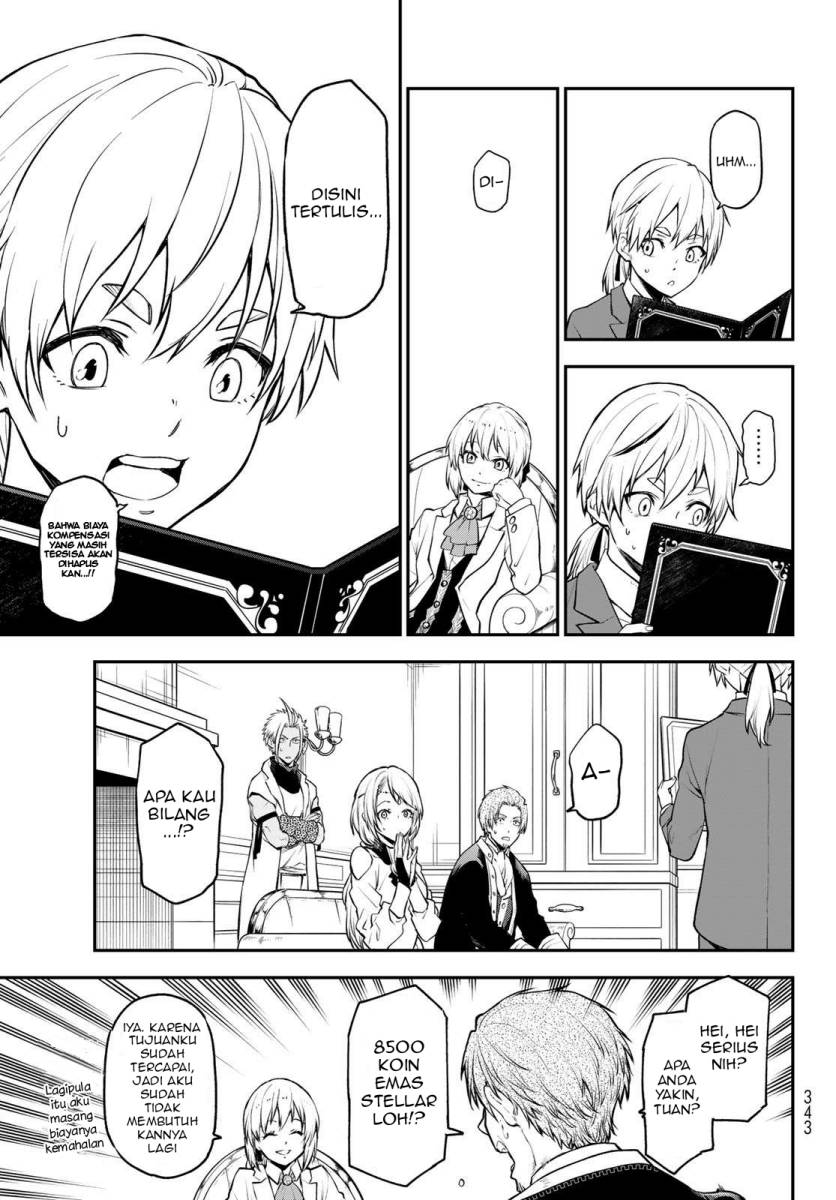 UHM...
......
DI-
DISINI
TERTULIS...
BAHWA BIAYA
KOMPENSASI
YANG MASIH
TERSISA AKAN
DIHAPUS
KAN...!!
A-
APA KAU
BILANG
...!?
HEI, HEI
SERIUS
NIH?
APA
ANDA
YAKIN,
TUAN?
8500
KOIN
EMAS
STELLAR
LOH!?
IYA. KARENA
TUJUANKU
SUDAH
TERCAPAI,
JADI AKU
SUDAH
TIDAK
MEMBUTUH
KANNYA
LAGI
Lagipula
itu aku
masang
biayanya
kemahalan
343